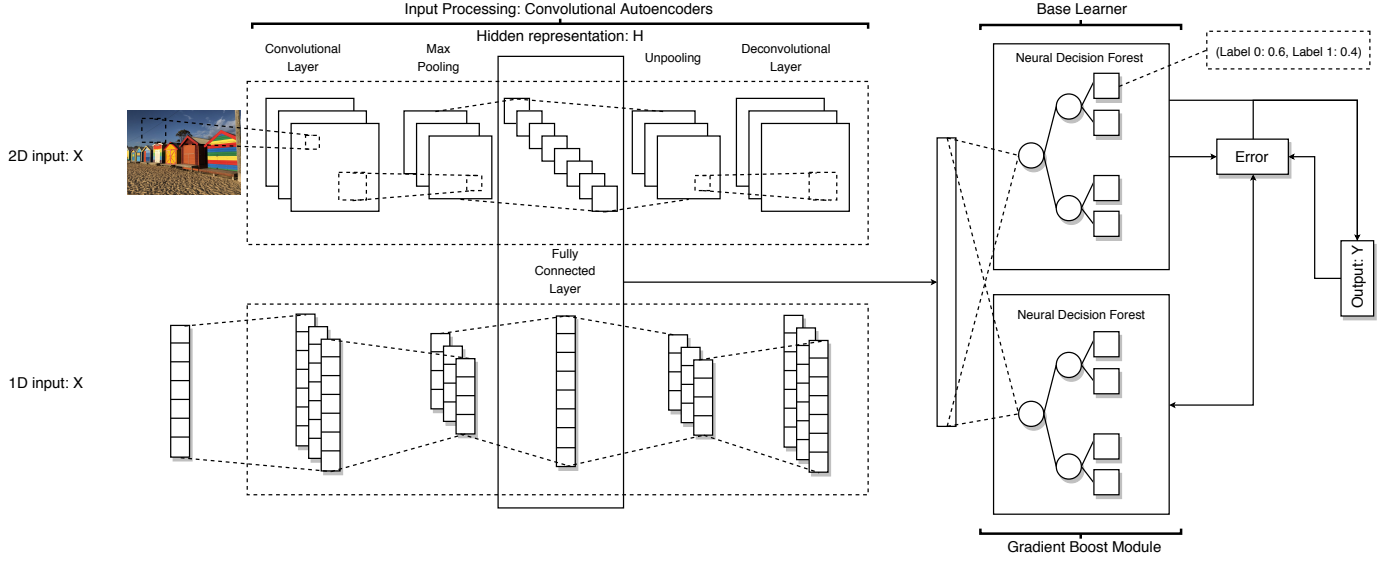 Input Processing: Convolutional Autoencoders
Base Learner
Hidden representation: H
Convolutional
Layer
Max
Pooling
Unpooling
Deconvolutional
Layer
Neural Decision Forest
(Label 0: 0.6, Label 1: 0.4)
2D input: X
Error
Fully
Connected
Layer
Output: Y
Neural Decision Forest
1D input: X
Gradient Boost Module